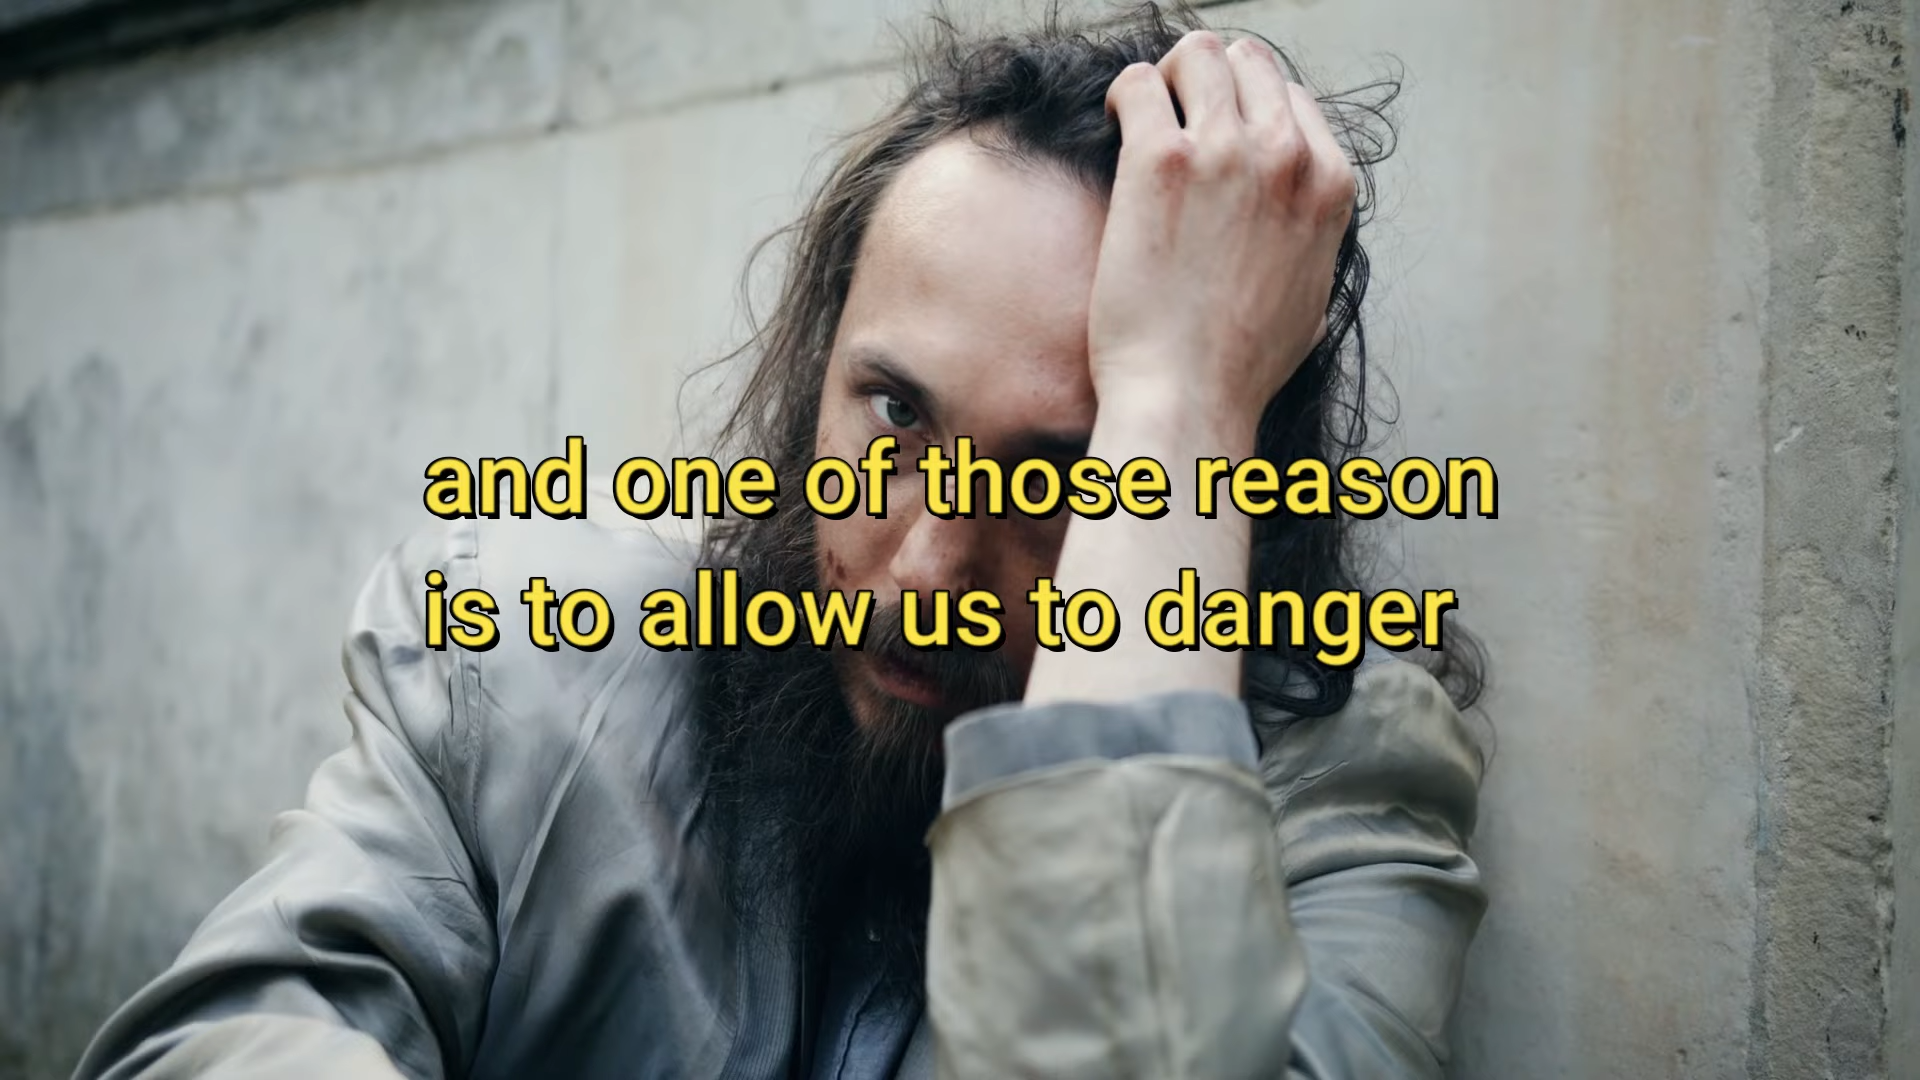 and one of those reason
is to allow us to danger